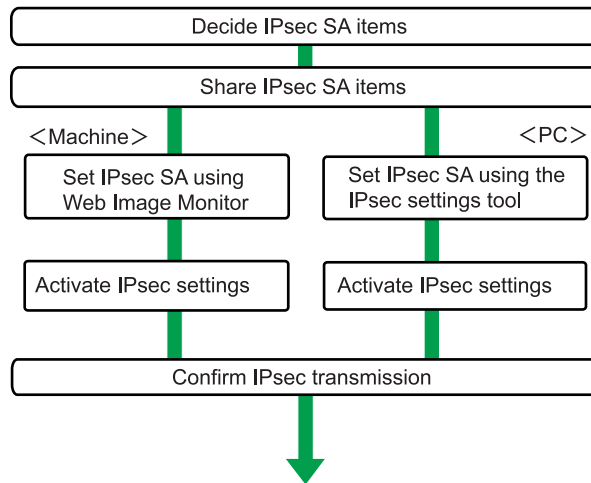 Decide IPsec SA items
Share IPsec SA items
<Machine>
<PC>
Set IPsec SA using
Web Image Monitor
Set IPsec SA using the
IPsec settings tool
Activate IPsec settings
Activate IPsec settings
Confirm IPsec transmission